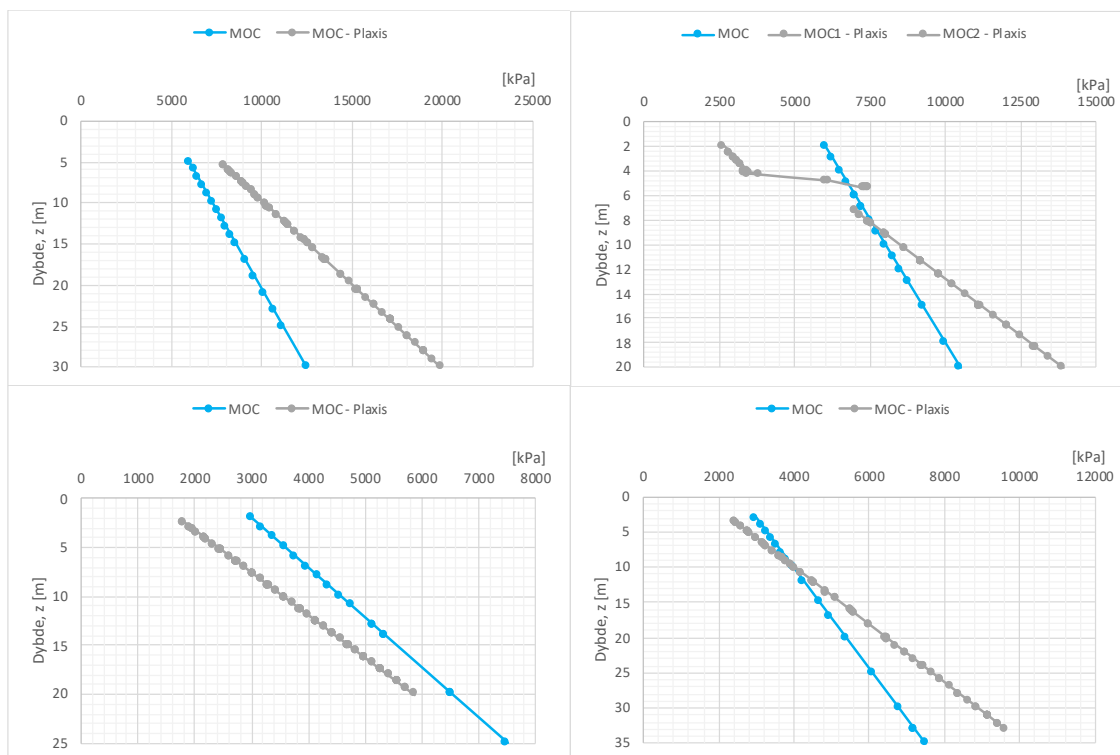 MOC MOC - Plaxis
[kPa]
0 5000 10000 15000 20000 25000
0
5
10
15
20
25
30
Dybde, z [m]
MOC MOC1 - Plaxis MOC2 - Plaxis
[kPa]
0 2500 5000 7500 10000 12500 15000
0
2
4
6
8
10
12
14
16
18
20
Dybde, z [m]
MOC MOC - Plaxis
[kPa]
0 1000 2000 3000 4000 5000 6000 7000 8000
0
5
10
15
20
25
Dybde, z [m]
MOC MOC - Plaxis
[kPa]
0 2000 4000 6000 8000 10000 12000
0
5
10
15
20
25
30
35
Dybde, z [m]